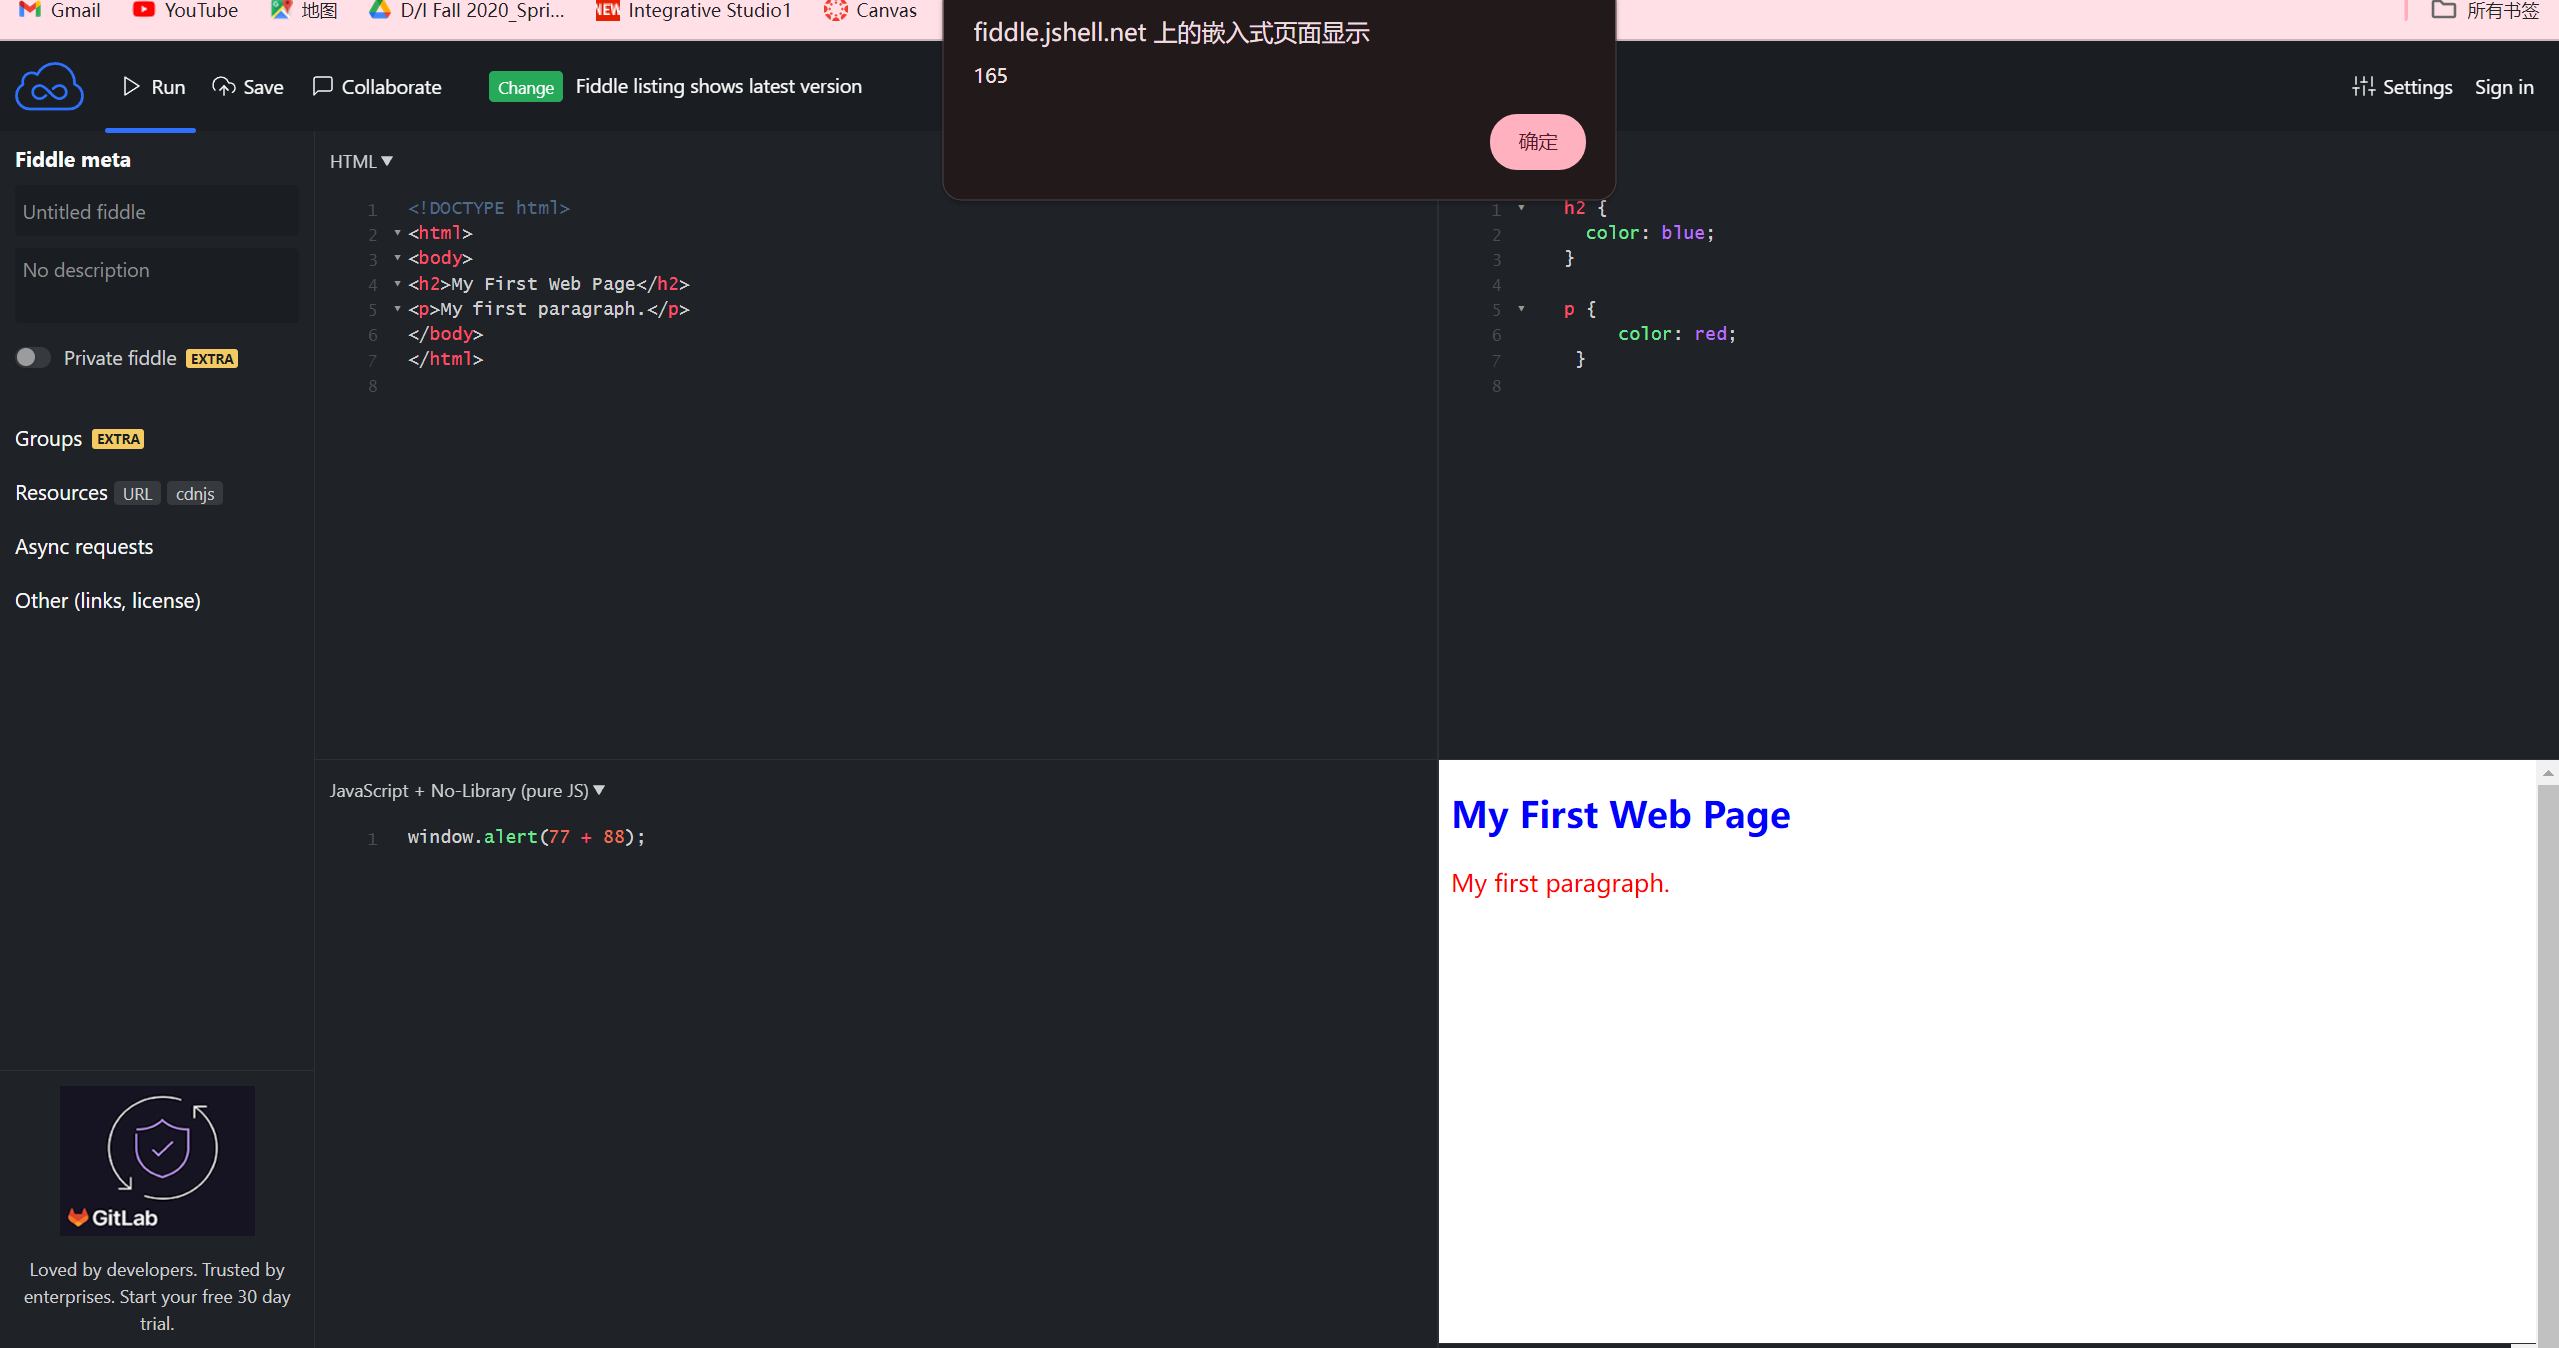 Gmail
YouTube
地图
D/I Fall 2020_Spri...
NEW
Integrative Studio1
Canvas
所有书签
fiddle.jshell.net 上的嵌入式页面显示
165
确定
Run
Save
Collaborate
Change
Fiddle listing shows latest version
Settings
Sign in
Fiddle meta
Untitled fiddle
No description
Private fiddle EXTRA
Groups EXTRA
Resources URL cdnjs
Async requests
Other (links, license)
GitLab
Loved by developers. Trusted by
enterprises. Start your free 30 day
trial.
HTML▼
1 <!DOCTYPE html>
2 <html>
3 <body>
4 <h2>My First Web Page</h2>
5 <p>My first paragraph.</p>
6 </body>
7 </html>
8
1 h2 {
2 color: blue;
3 }
4
5 p {
6 color: red;
7 }
8
JavaScript + No-Library (pure JS)▼
1 window.alert(77 + 88);
My First Web Page
My first paragraph.